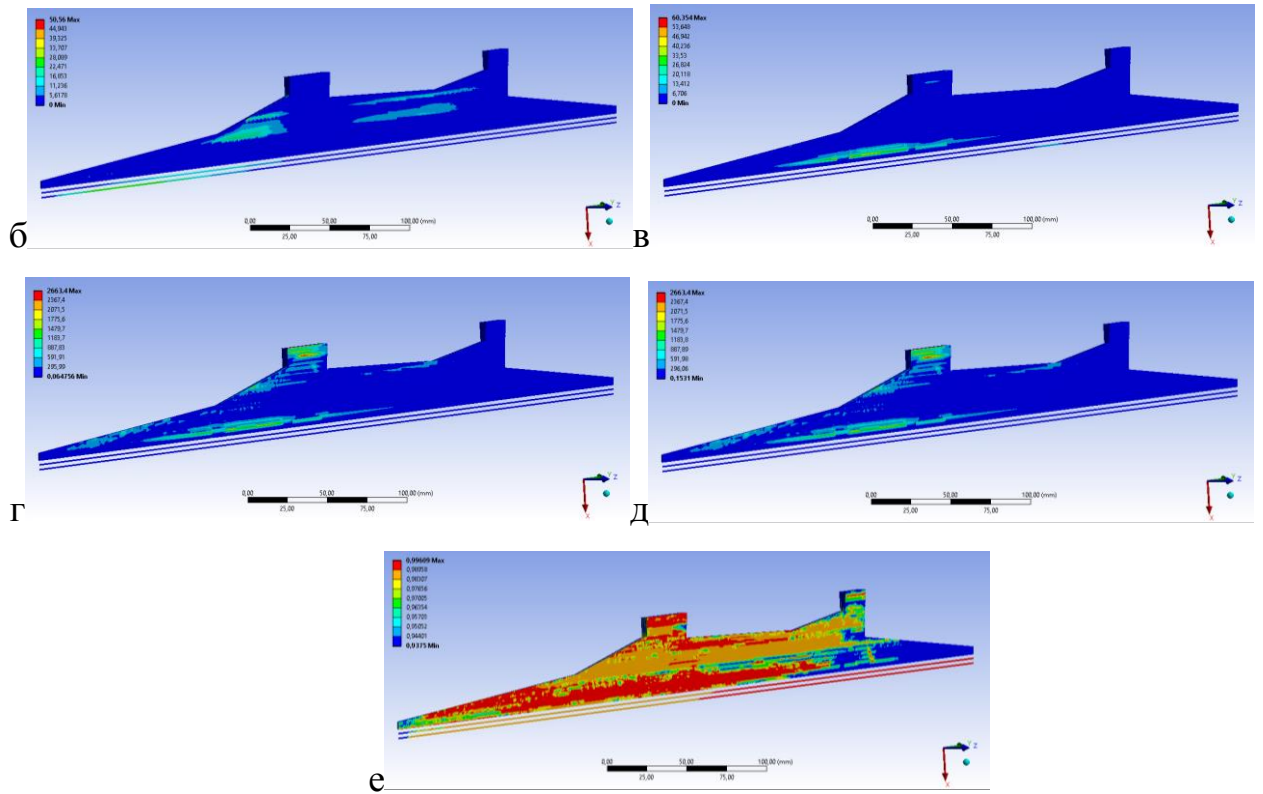 50,56 Max
44,943
39,325
33,707
28,089
22,471
16,853
11,236
5,6178
0 Min
0,00 50,00 100,00 (mm)
25,00 75,00
Y
Z
X
б
60,354 Max
53,648
46,942
40,236
33,53
26,824
20,118
13,412
6,706
0 Min
0,00 50,00 100,00 (mm)
25,00 75,00
Y
Z
X
в
2663,4 Max
2367,4
2071,5
1775,6
1479,7
1183,7
887,83
591,91
295,99
0,064756 Min
0,00 50,00 100,00 (mm)
25,00 75,00
Y
Z
X
г
2663,4 Max
2367,4
2071,5
1775,6
1183,8
887,89
591,98
296,06
0,1531 Min
0,00 50,00 100,00 (mm)
25,00 75,00
Y
Z
X
д
0,99609 Max
0,98958
0,98307
0,97656
0,97005
0,96354
0,95703
0,95052
0,94401
0,9375 Min
0,00 50,00 100,00 (mm)
25,00 75,00
Y
Z
X
е